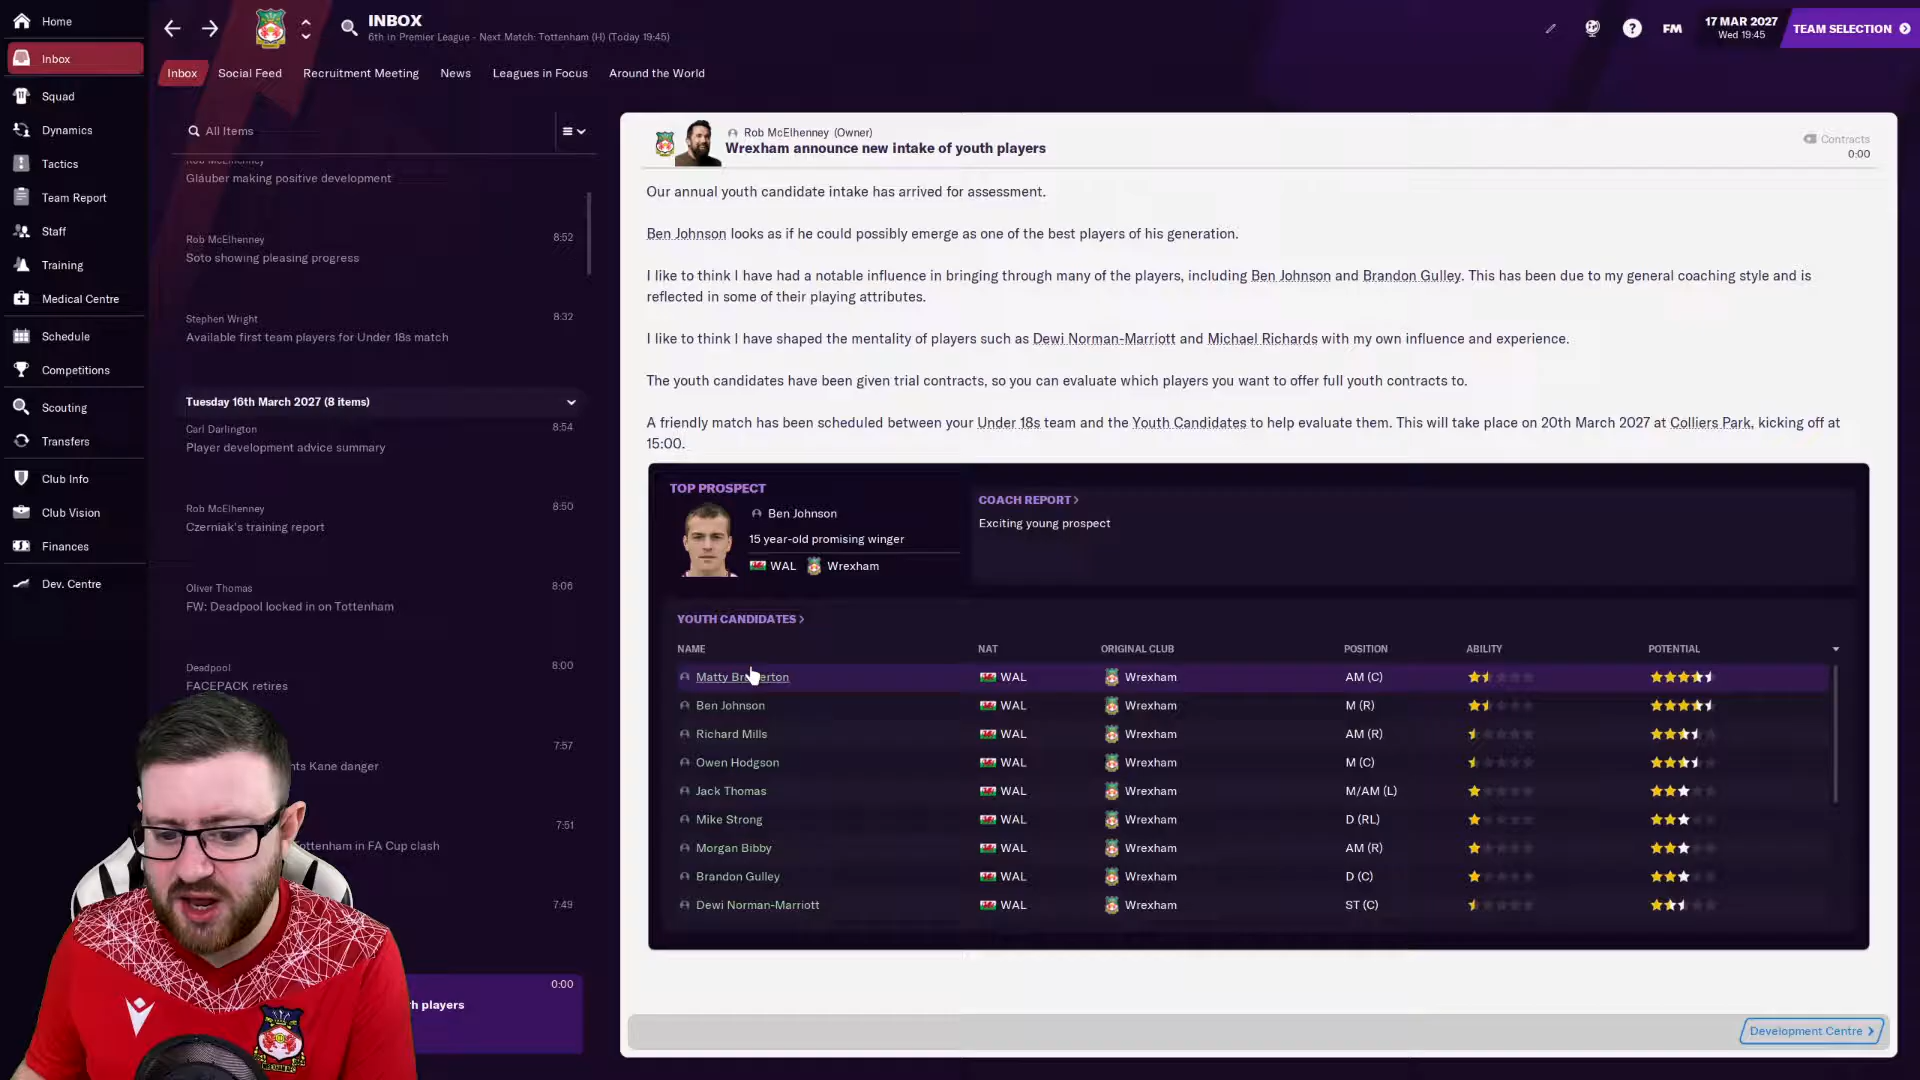 Home
Inbox
Squad
Dynamics
Tactics
Team Report
Staff
Training
Medical Centre
Schedule
Competitions
Scouting
Transfers
Club Info
Club Vision
Finances
Dev. Centre
INBOX
6th in Premier League - Next Match: Tottenham (H) (Today 19:45)
FM
17 MAR 2027
Wed 19:45
TEAM SELECTION
Inbox
Social Feed
Recruitment Meeting
News
Leagues in Focus
Around the World
All Items
Rob McElhenney
Gláuber making positive development
Rob McElhenney 8:52
Soto showing pleasing progress
Stephen Wright 8:32
Available first team players for Under 18s match
Tuesday 16th March 2027 (8 items)
Carl Darlington 8:54
Player development advice summary
Rob McElhenney 8:50
Czerniak's training report
Oliver Thomas 8:06
FW: Deadpool locked in on Tottenham
Deadpool 8:00
FACEPACK retires
7:57
Kane danger
7:51
Tottenham in FA Cup clash
7:49
0:00
players
Rob McElhenney (Owner)
Wrexham announce new intake of youth players
Contracts
0:00
Our annual youth candidate intake has arrived for assessment.
Ben Johnson looks as if he could possibly emerge as one of the best players of his generation.
I like to think I have had a notable influence in bringing through many of the players, including Ben Johnson and Brandon Gulley. This has been due to my general coaching style and is
reflected in some of their playing attributes.
I like to think I have shaped the mentality of players such as Dewi Norman-Marriott and Michael Richards with my own influence and experience.
The youth candidates have been given trial contracts, so you can evaluate which players you want to offer full youth contracts to.
A friendly match has been scheduled between your Under 18s team and the Youth Candidates to help evaluate them. This will take place on 20th March 2027 at Colliers Park, kicking off at
15:00.
TOP PROSPECT
Ben Johnson
15 year-old promising winger
WAL Wrexham
COACH REPORT >
Exciting young prospect
YOUTH CANDIDATES >
NAME NAT ORIGINAL CLUB POSITION ABILITY POTENTIAL
Matty WAL Wrexham AM (C)
Ben Johnson WAL Wrexham M (R)
Richard Mills WAL Wrexham AM (R)
Owen Hodgson WAL Wrexham M (C)
Jack Thomas WAL Wrexham M/AM (L)
Mike Strong WAL Wrexham D (RL)
Morgan Bibby WAL Wrexham AM (R)
Brandon Gulley WAL Wrexham D (C)
Dewi Norman-Marriott WAL Wrexham ST (C)
Development Centre >